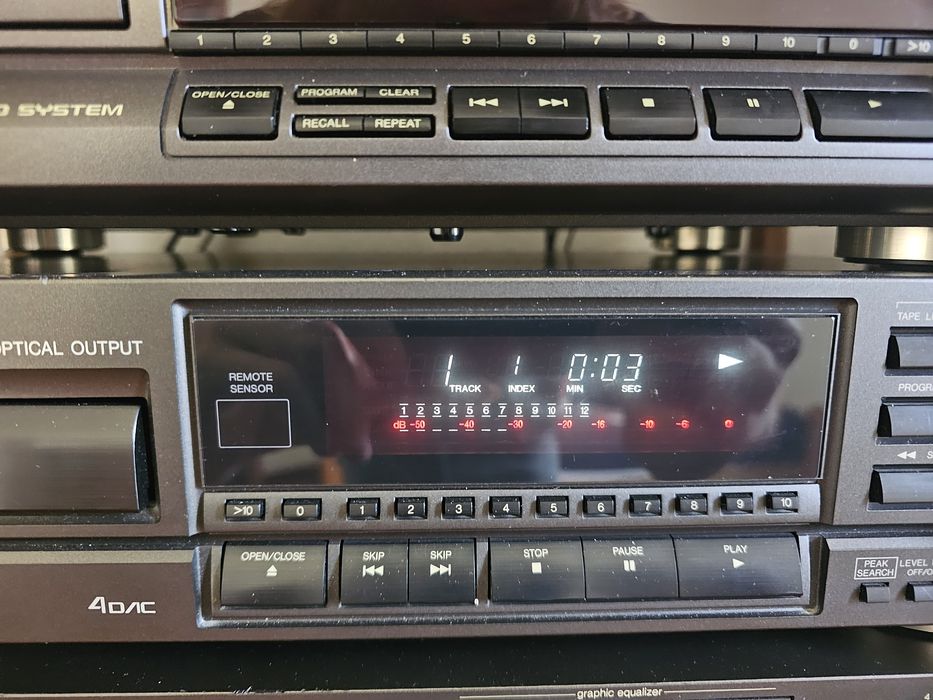 1 2 3 4 5 6 7 8 9 10 0 >10
SYSTEM
OPEN/CLOSE
PROGRAM CLEAR
RECALL REPEAT
OPTICAL OUTPUT
REMOTE
SENSOR
1 1 0:03
TRACK INDEX MIN SEC
1 2 3 4 5 6 7 8 9 10 11 12
dB -50 -40 -30 -20 -16 -10 -6 0
TAPE
>10 0 1 2 3 4 5 6 7 8 9 10
OPEN/CLOSE
SKIP SKIP STOP PAUSE PLAY
4DAC
PEAK
SEARCH
LEVEL
graphic equalizer